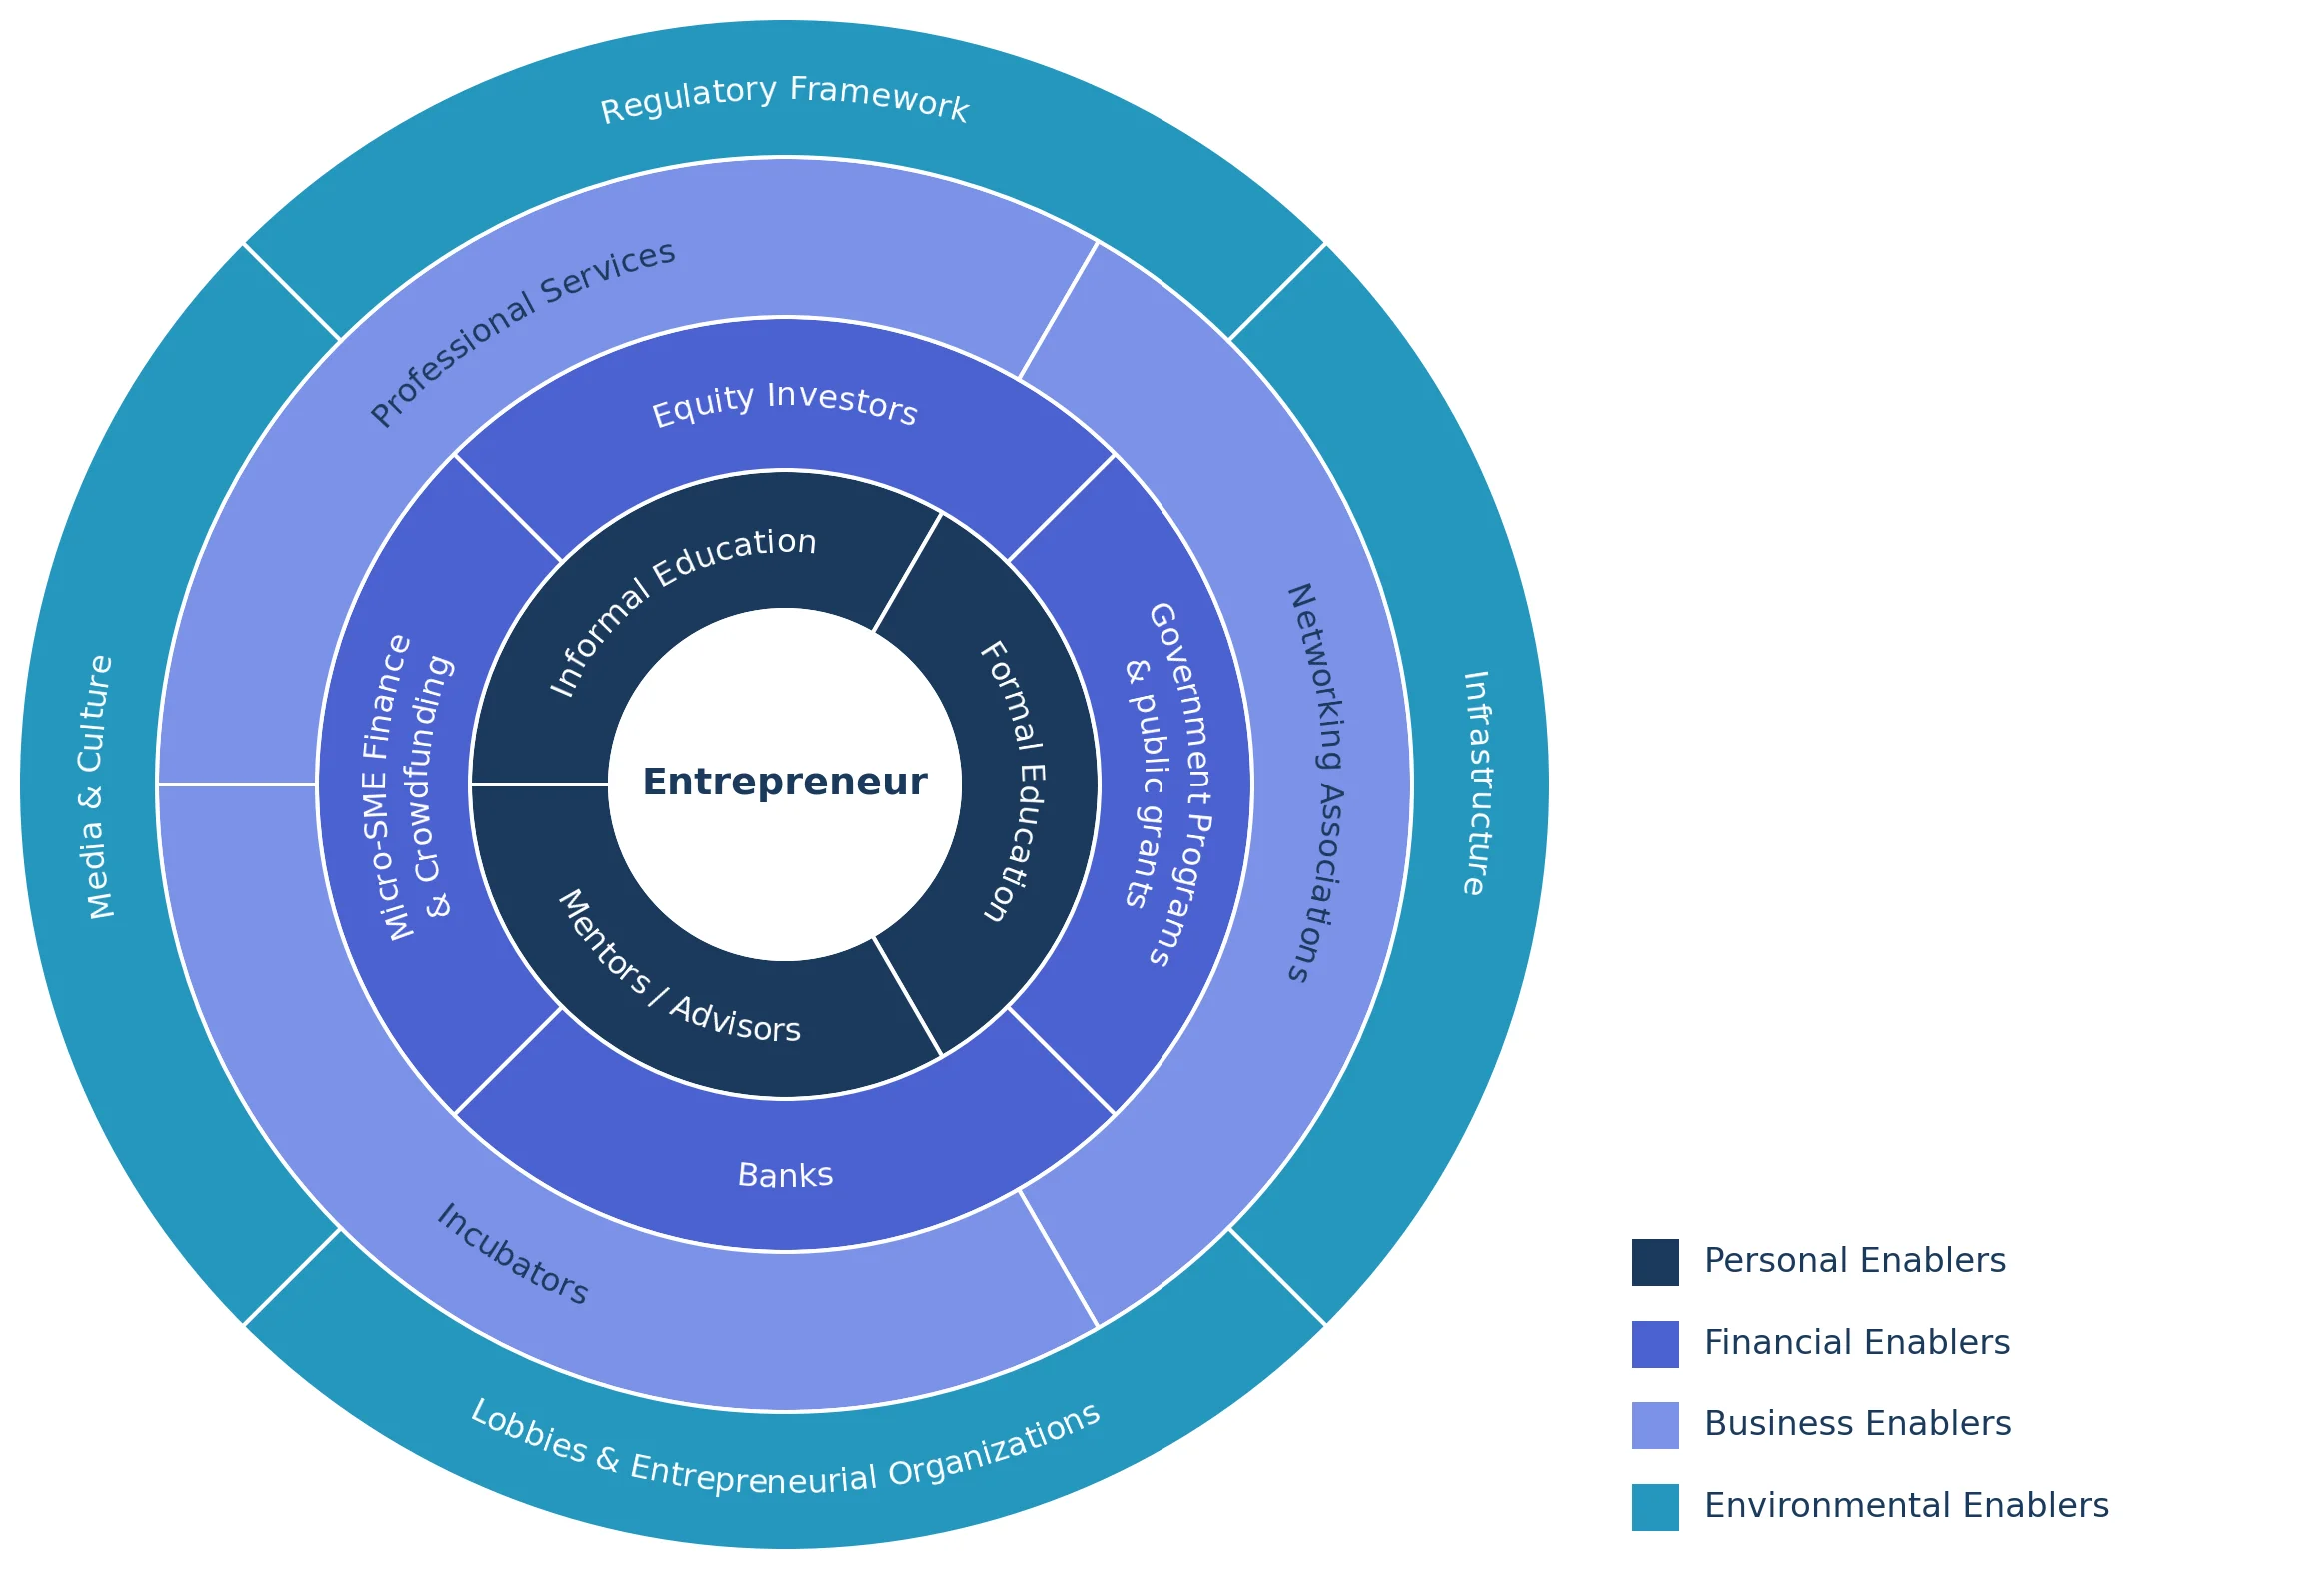 Regulatory Framework
Professional Services
Equity Investors
Informal Education
Formal Education
Government Programs
& public grants
Networking Associations
Infrastructure
Media & Culture
Micro-SME Finance
& Crowdfunding
Entrepreneur
Mentors / Advisors
Banks
Incubators
Lobbies & Entrepreneurial Organizations
Personal Enablers
Financial Enablers
Business Enablers
Environmental Enablers